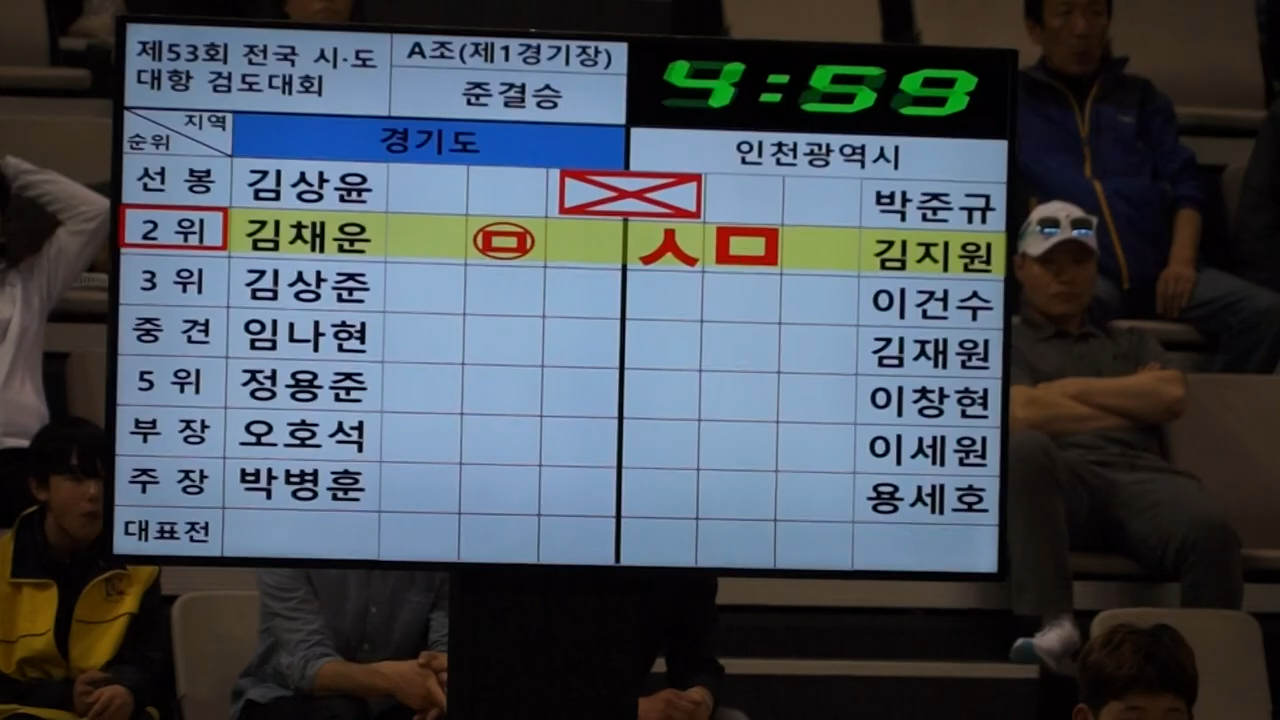 제53회 전국 시·도
대항 검도대회
A조(제1경기장)
준결승
4:59
지역
순위
경기도
인천광역시
선봉 김상윤 박준규
2위 김채운 ㅁ ㅅ ㅁ 김지원
3위 김상준 이건수
중견 임나현 김재원
5위 정용준 이창현
부장 오호석 이세원
주장 박병훈 용세호
대표전